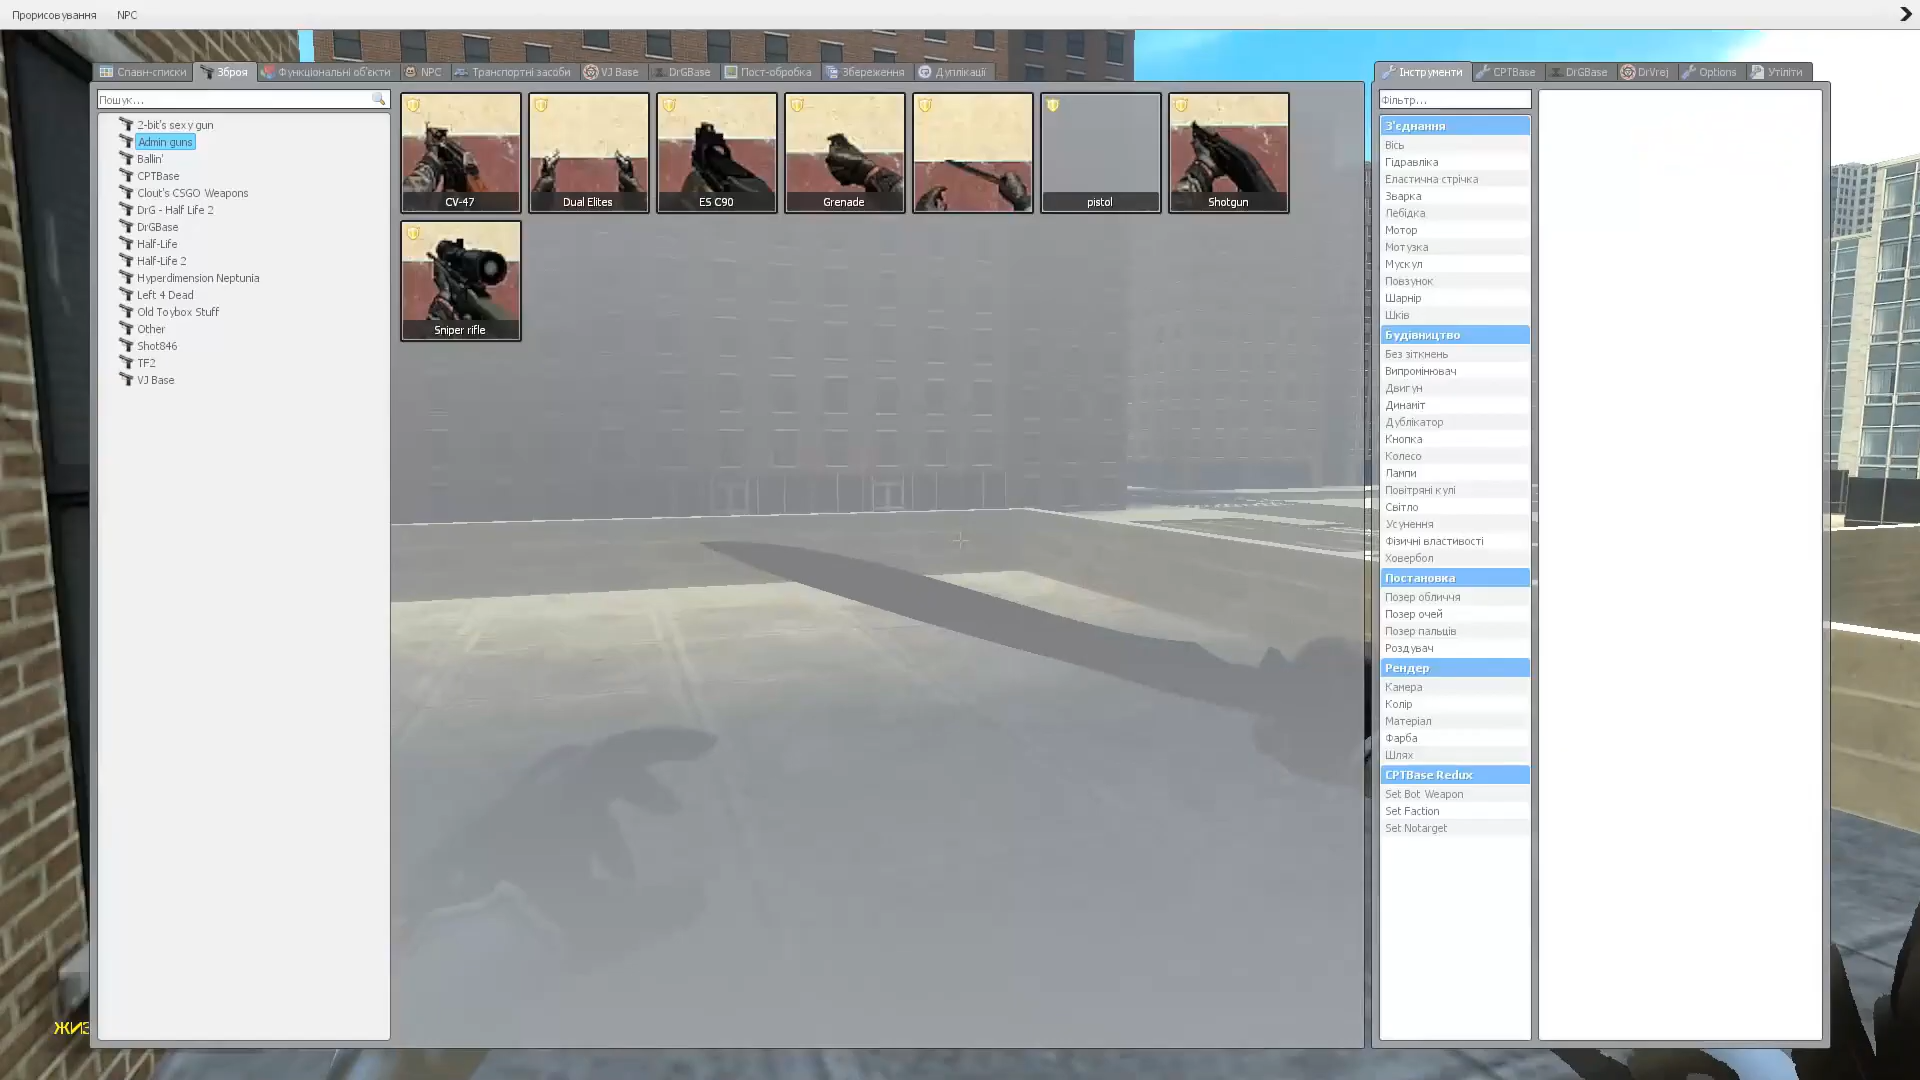 Прорисовування NPC
Спавн-списки Зброя Функціональні об'єкти NPC Транспортні засоби VJ Base DrGBase Пост-обробка Збереження Дуплікації
Пошук...
2-bit's sexy gun
Admin guns
Ballin'
CPTBase
Clout's CSGO Weapons
DrG - Half Life 2
DrGBase
Half-Life
Half-Life 2
Hyperdimension Neptunia
Left 4 Dead
Old Toybox Stuff
Other
Shot846
TF2
VJ Base
CV-47
Dual Elites
ES C90
Grenade
pistol
Shotgun
Sniper rifle
Інструменти CPTBase DrGBase DrVrej Options Утіліти
Фільтр...
З'єднання
Вісь
Гідравліка
Еластична стрічка
Зварка
Лебідка
Мотор
Мотузка
Мускул
Повзунок
Шарнір
Шків
Будівництво
Без зіткнень
Випромінювач
Двигун
Динаміт
Дублікатор
Кнопка
Колесо
Лампи
Повітряні кулі
Світло
Усунення
Фізичні властивості
Ховербол
Постановка
Позер обличчя
Позер очей
Позер пальців
Роздувач
Рендер
Камера
Колір
Матеріал
Фарба
Шлях
CPTBase Redux
Set Bot Weapon
Set Faction
Set Notarget